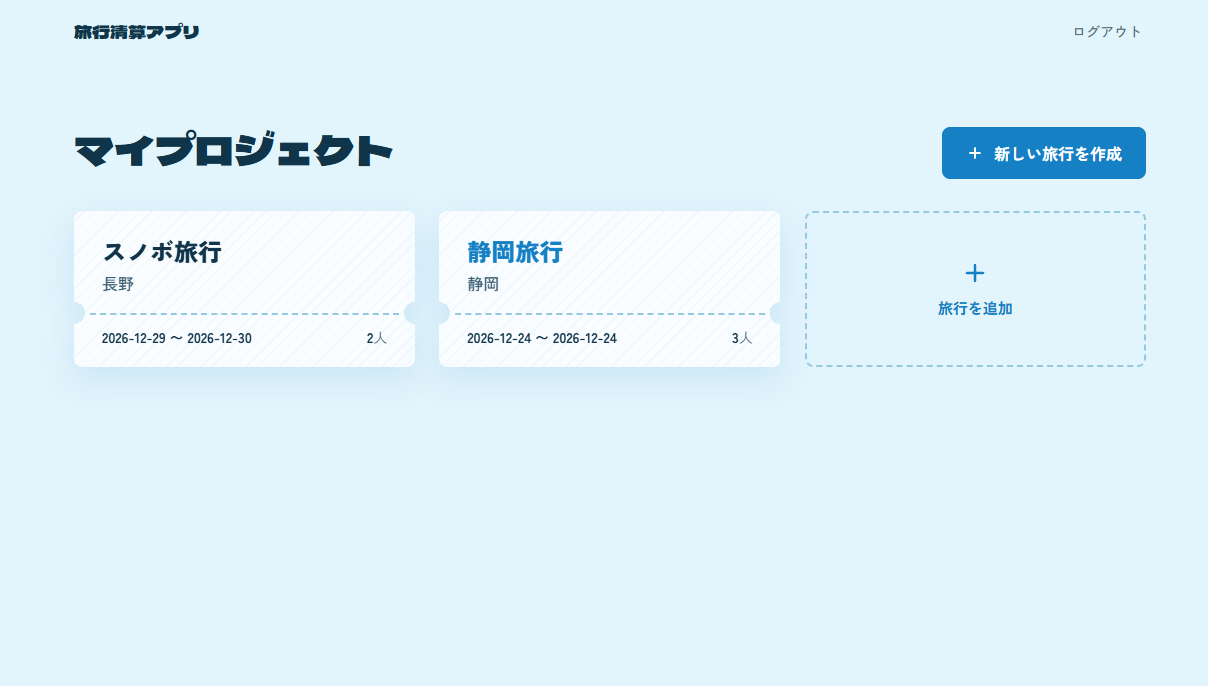 旅行清算アプリ
ログアウト
マイプロジェクト
+ 新しい旅行を作成
スノボ旅行
長野
2026-12-29 〜 2026-12-30
2人
静岡旅行
静岡
2026-12-24 〜 2026-12-24
3人
+
旅行を追加